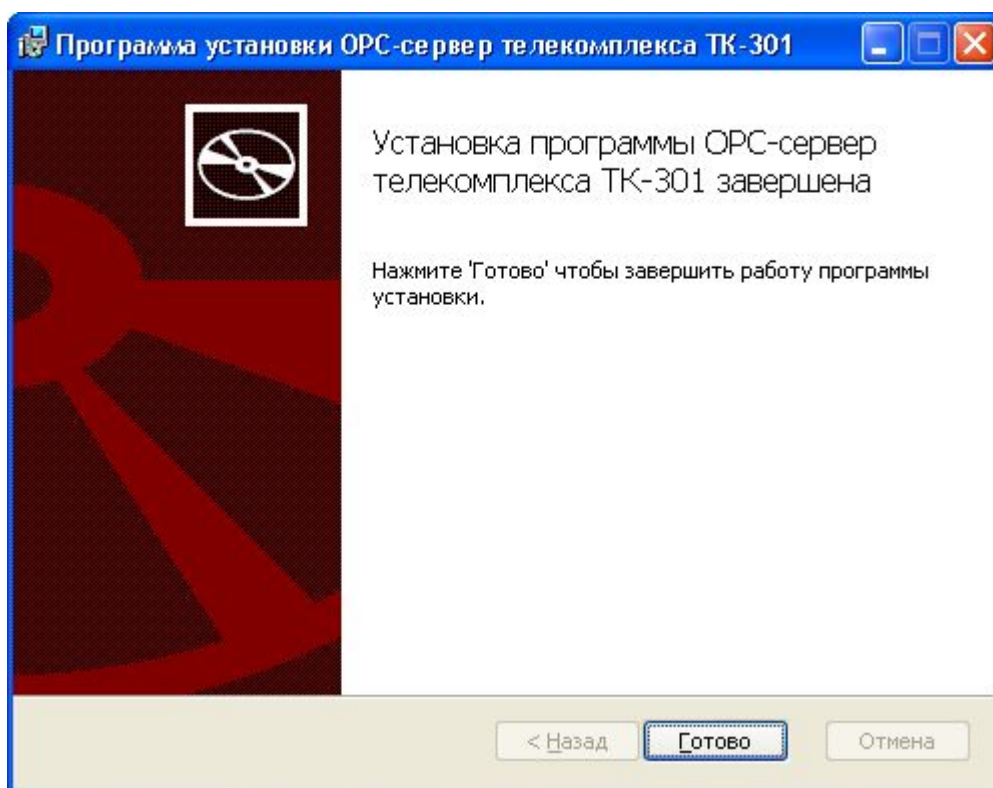 Программа установки OPC-сервер телекомплекса ТК-301
Установка программы OPC-сервер
телекомплекса ТК-301 завершена
Нажмите 'Готово' чтобы завершить работу программы
установки.
< Назад
Готово
Отмена